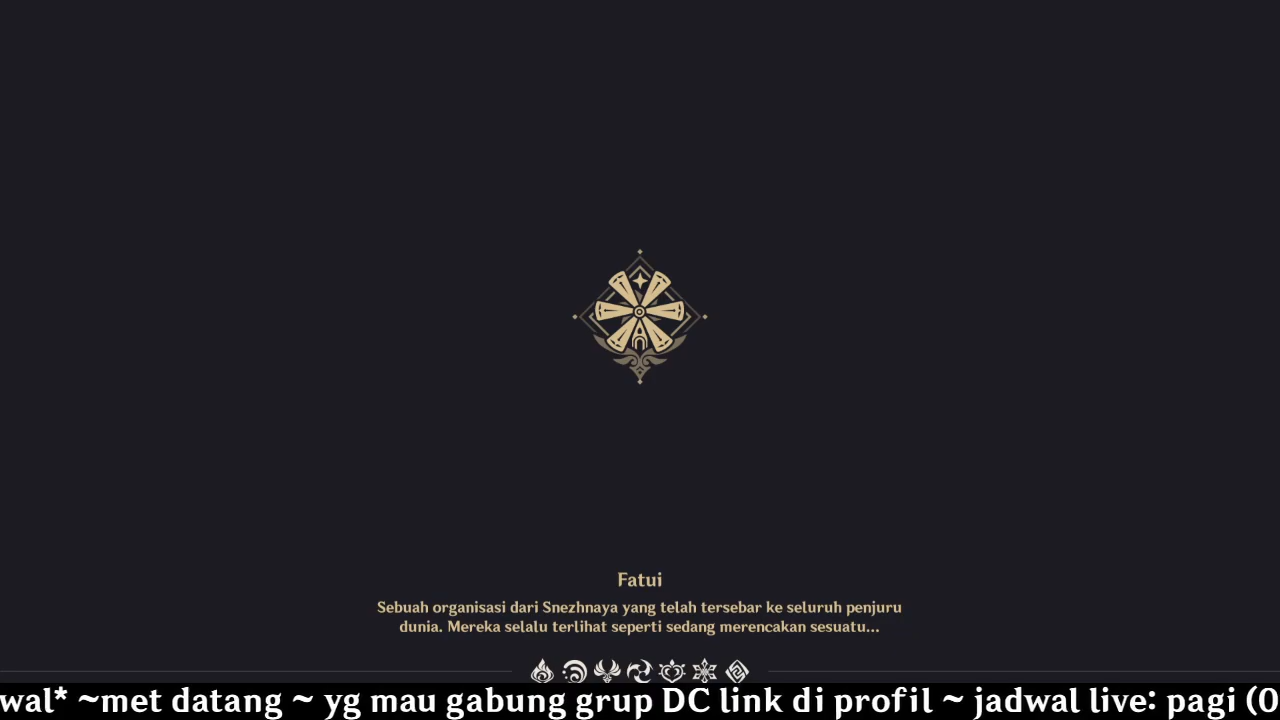 Fatui
Sebuah organisasi dari Snezhnaya yang telah tersebar ke seluruh penjuru
dunia. Mereka selalu terlihat seperti sedang merencakan sesuatu...
wal* ~met datang ~ yg mau gabung grup DC link di profil ~ jadwal live: pagi (0